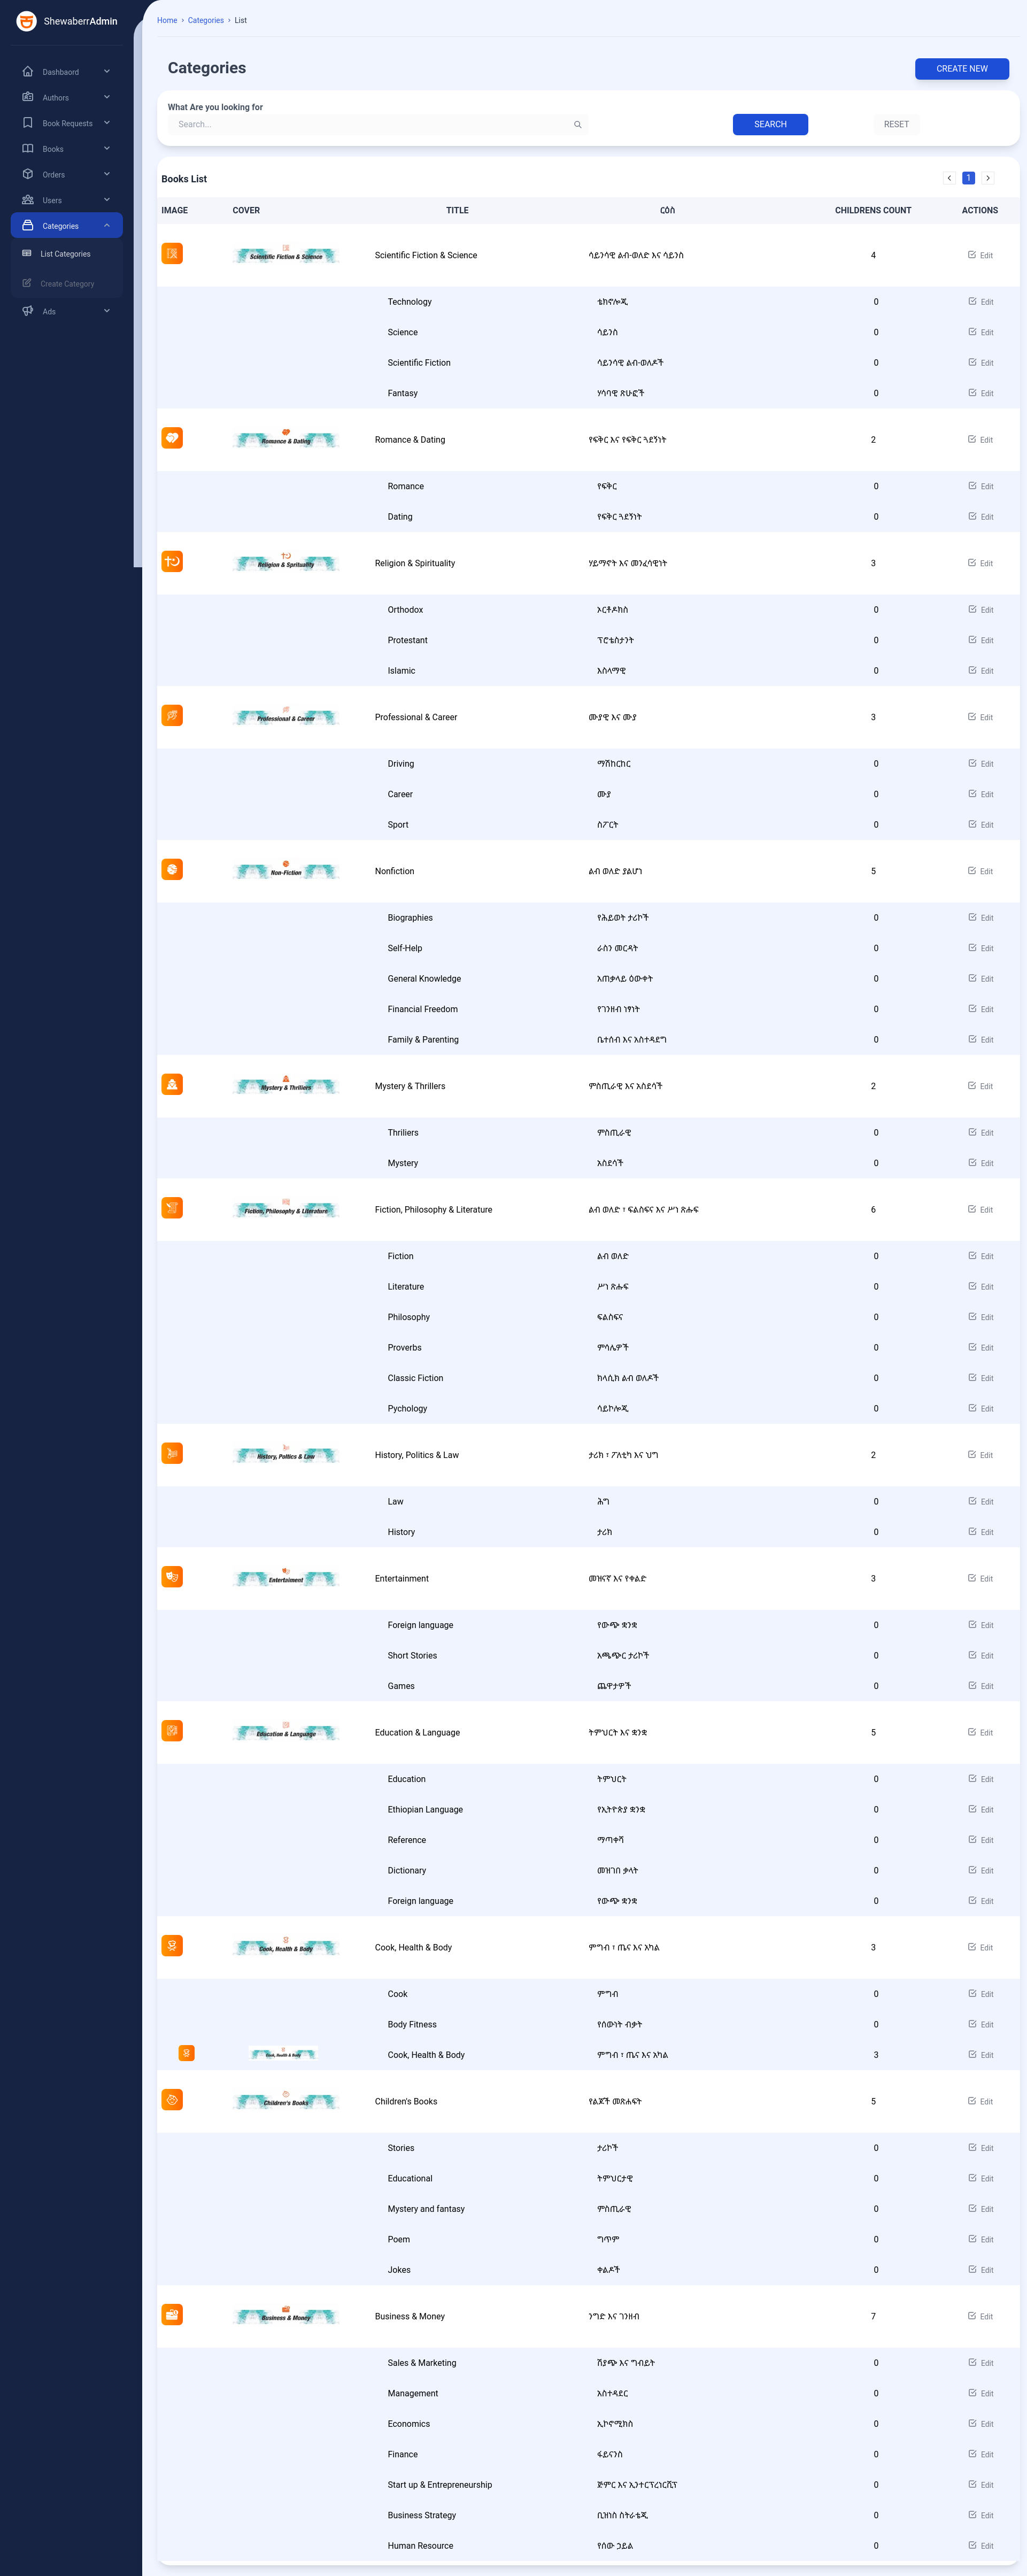 ShewaberrAdmin
Home › Categories › List
Dashbaord
Authors
Book Requests
Books
Orders
Users
Categories
List Categories
Create Category
Ads
Categories
CREATE NEW
What Are you looking for
Search...
SEARCH
RESET
Books List
1
IMAGE COVER TITLE ርዕስ CHILDRENS COUNT ACTIONS
Scientific Fiction & Science Scientific Fiction & Science ሳይንሳዊ ልብ-ወለድ እና ሳይንስ 4 Edit
Technology ቴክኖሎጂ 0 Edit
Science ሳይንስ 0 Edit
Scientific Fiction ሳይንሳዊ ልብ-ወለዶች 0 Edit
Fantasy ሃሳባዊ ጽሁፎች 0 Edit
Romance & Dating Romance & Dating የፍቅር እና የፍቅር ጓደኝነት 2 Edit
Romance የፍቅር 0 Edit
Dating የፍቅር ጓደኝነት 0 Edit
Religion & Sprituality Religion & Spirituality ሃይማኖት እና መንፈሳዊነት 3 Edit
Orthodox ኦርቶዶክስ 0 Edit
Protestant ፕሮቴስታንት 0 Edit
Islamic እስላማዊ 0 Edit
Professional & Career Professional & Career ሙያዊ እና ሙያ 3 Edit
Driving ማሽከርከር 0 Edit
Career ሙያ 0 Edit
Sport ስፖርት 0 Edit
Non-Fiction Nonfiction ልብ ወለድ ያልሆነ 5 Edit
Biographies የሕይወት ታሪኮች 0 Edit
Self-Help ራስን መርዳት 0 Edit
General Knowledge አጠቃላይ ዕውቀት 0 Edit
Financial Freedom የገንዘብ ነፃነት 0 Edit
Family & Parenting ቤተሰብ እና አስተዳደግ 0 Edit
Mystery & Thriliers Mystery & Thrillers ምስጢራዊ እና አስደሳች 2 Edit
Thriliers ምስጢራዊ 0 Edit
Mystery አስደሳች 0 Edit
Fiction, Philosophy & Literature Fiction, Philosophy & Literature ልብ ወለድ ፣ ፍልስፍና እና ሥነ ጽሑፍ 6 Edit
Fiction ልብ ወለድ 0 Edit
Literature ሥነ ጽሑፍ 0 Edit
Philosophy ፍልስፍና 0 Edit
Proverbs ምሳሌዎች 0 Edit
Classic Fiction ክላሲክ ልብ ወለዶች 0 Edit
Pychology ሳይኮሎጂ 0 Edit
History, Poltics & Law History, Politics & Law ታሪክ ፣ ፖለቲካ እና ህግ 2 Edit
Law ሕግ 0 Edit
History ታሪክ 0 Edit
Entertaiment Entertainment መዝናኛ እና የቀልድ 3 Edit
Foreign language የውጭ ቋንቋ 0 Edit
Short Stories አጫጭር ታሪኮች 0 Edit
Games ጨዋታዎች 0 Edit
Education & Language Education & Language ትምህርት እና ቋንቋ 5 Edit
Education ትምህርት 0 Edit
Ethiopian Language የኢትዮጵያ ቋንቋ 0 Edit
Reference ማጣቀሻ 0 Edit
Dictionary መዝገበ ቃላት 0 Edit
Foreign language የውጭ ቋንቋ 0 Edit
Cook, Health & Body Cook, Health & Body ምግብ ፣ ጤና እና አካል 3 Edit
Cook ምግብ 0 Edit
Body Fitness የሰውነት ብቃት 0 Edit
Cook, Health & Body Cook, Health & Body ምግብ ፣ ጤና እና አካል 3 Edit
Children's Books Children's Books የልጆች መጽሐፍት 5 Edit
Stories ታሪኮች 0 Edit
Educational ትምህርታዊ 0 Edit
Mystery and fantasy ምስጢራዊ 0 Edit
Poem ግጥም 0 Edit
Jokes ቀልዶች 0 Edit
Business & Money Business & Money ንግድ እና ገንዘብ 7 Edit
Sales & Marketing ሽያጭ እና ግብይት 0 Edit
Management አስተዳደር 0 Edit
Economics ኢኮኖሚክስ 0 Edit
Finance ፋይናንስ 0 Edit
Start up & Entrepreneurship ጅምር እና ኢንተርፕረነርሺፕ 0 Edit
Business Strategy ቢዝነስ ስትራቴጂ 0 Edit
Human Resource የሰው ኃይል 0 Edit